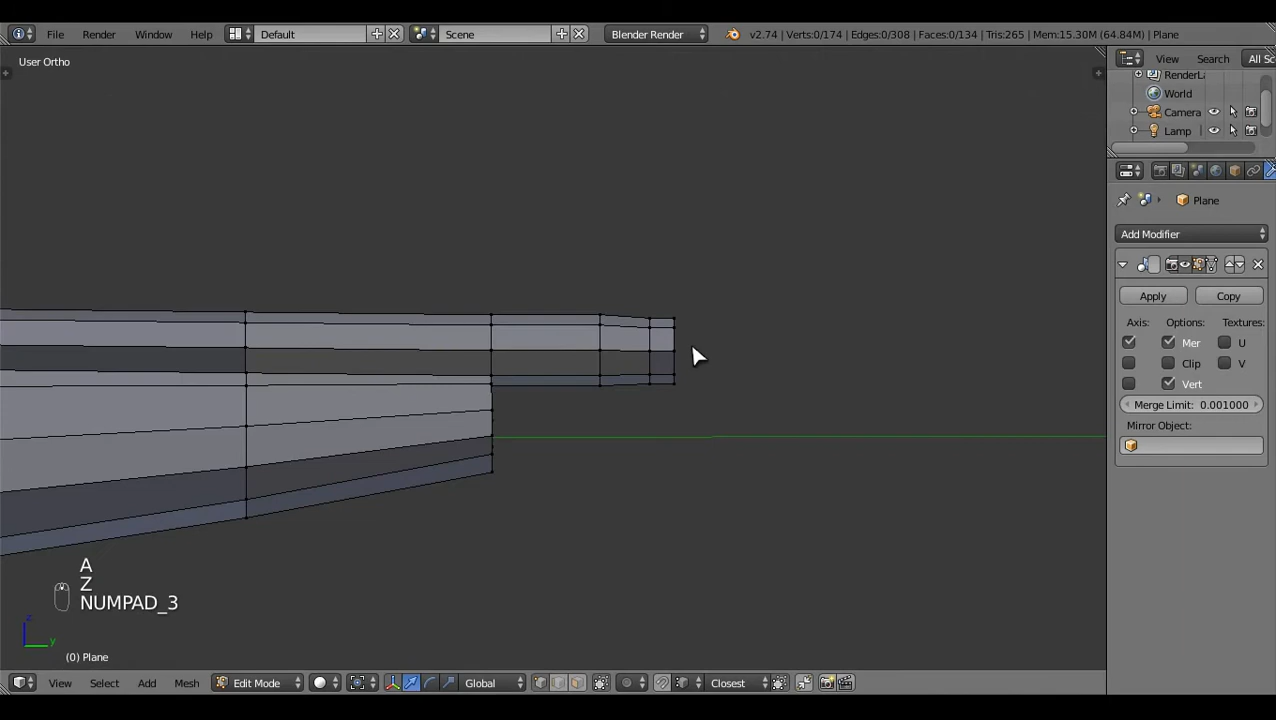 File Render Window Help Default Scene Blender Render v2.74 | Verts:0/174 | Edges:0/308 | Faces:0/134 | Tris:265 | Mem:15.30M (64.84M) | Plane
User Ortho
View Search All Sc
RenderLa
World
Camera
Lamp
Plane
Add Modifier
Apply Copy
Axis: Options: Textures:
Mer U
Clip V
Vert
Merge Limit: 0.001000
Mirror Object:
A
Z
NUMPAD_3
z
y
(0) Plane
View Select Add Mesh Edit Mode Global Closest